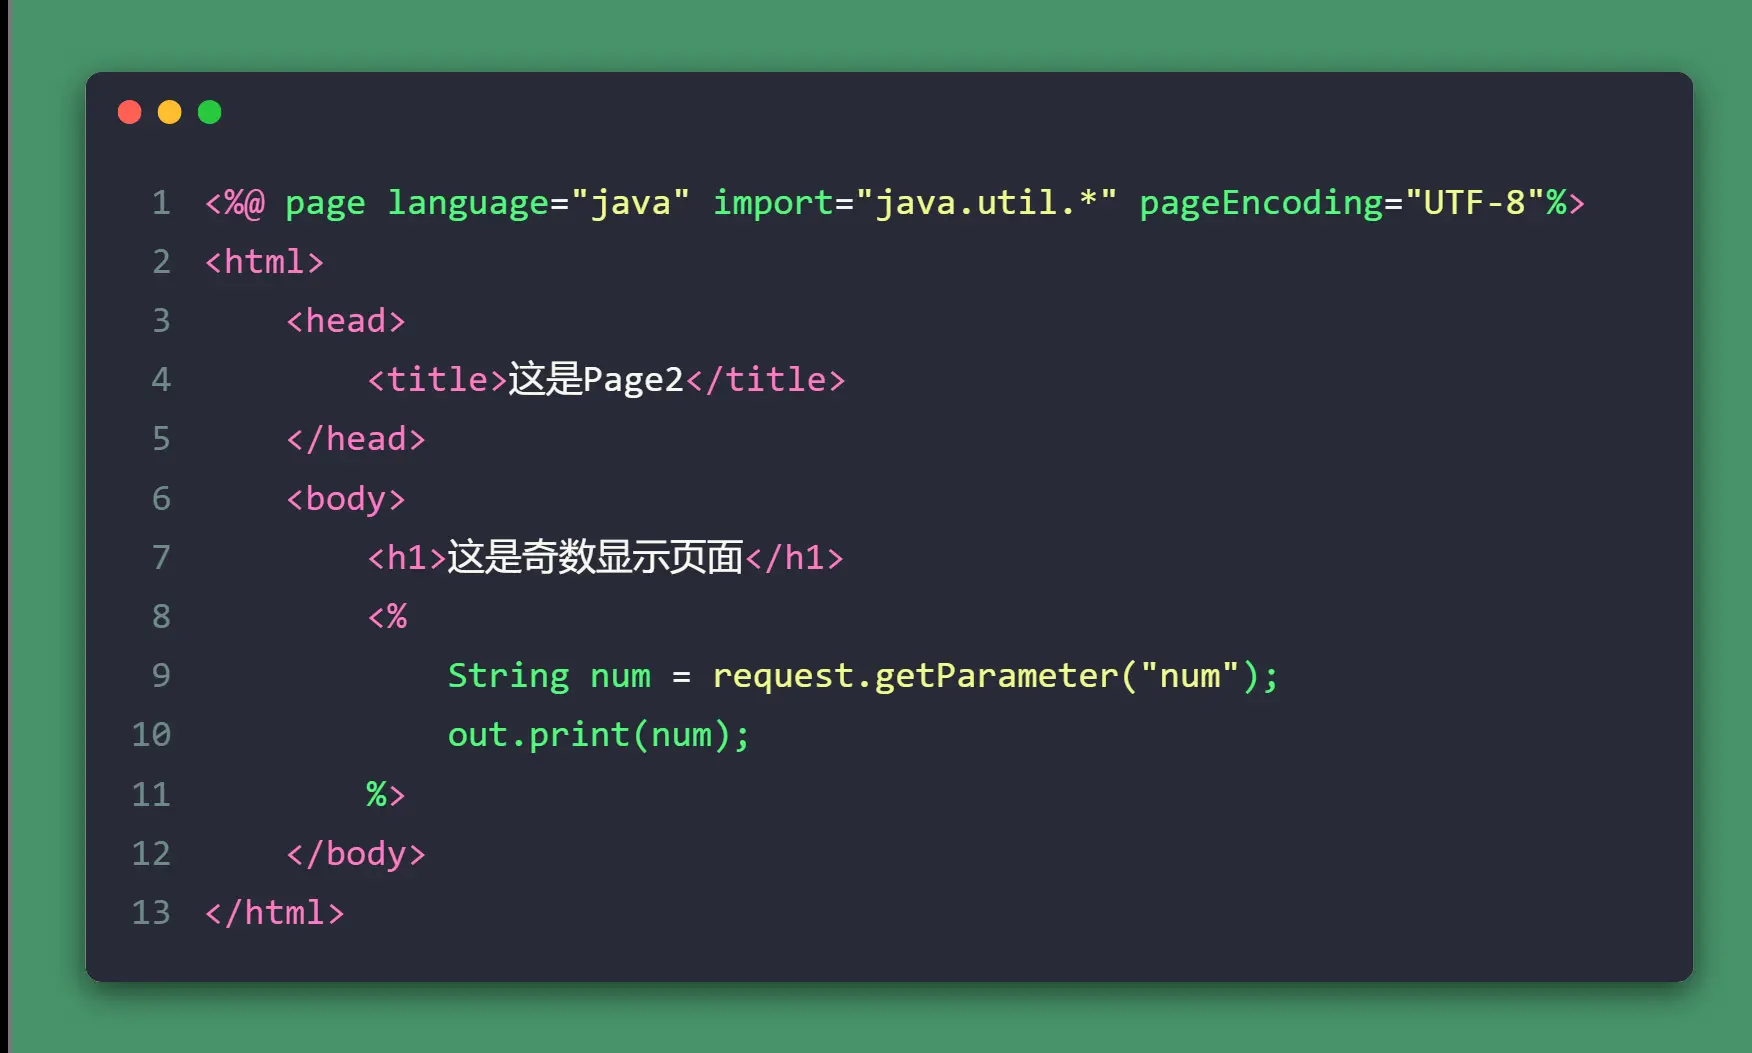 1 <%@ page language="java" import="java.util.*" pageEncoding="UTF-8"%>
2 <html>
3     <head>
4         <title>这是Page2</title>
5     </head>
6     <body>
7         <h1>这是奇数显示页面</h1>
8         <%
9             String num = request.getParameter("num");
10             out.print(num);
11         %>
12     </body>
13 </html>